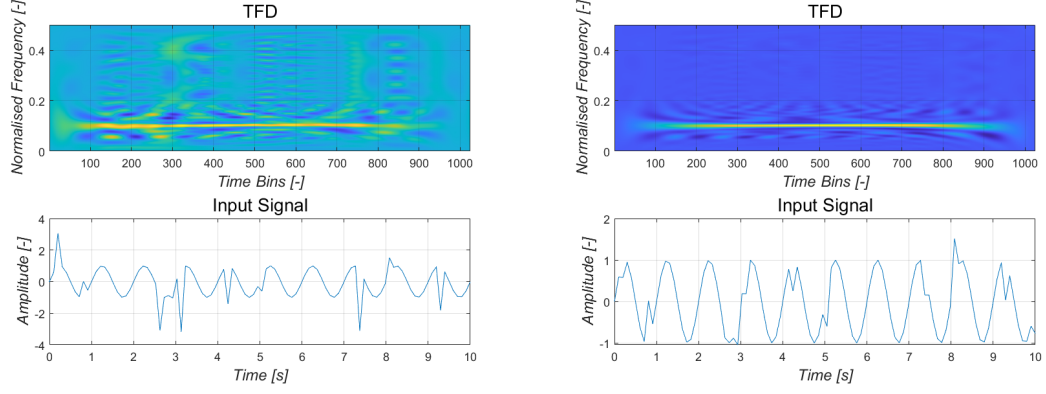 TFD
Normalised Frequency [-]
0.4
0.2
0
100 200 300 400 500 600 700 800 900 1000
Time Bins [-]
Input Signal
Amplitude [-]
4
2
0
-2
-4
0 1 2 3 4 5 6 7 8 9 10
Time [s]
TFD
Normalised Frequency [-]
0.4
0.2
0
100 200 300 400 500 600 700 800 900 1000
Time Bins [-]
Input Signal
Amplitude [-]
2
1
0
-1
0 1 2 3 4 5 6 7 8 9 10
Time [s]